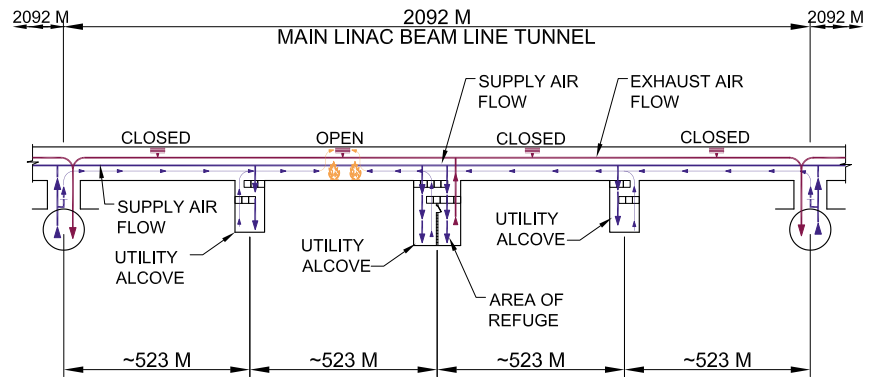 2092 M
2092 M
2092 M
MAIN LINAC BEAM LINE TUNNEL
SUPPLY AIR
FLOW
EXHAUST AIR
FLOW
CLOSED
OPEN
CLOSED
CLOSED
SUPPLY AIR
FLOW
UTILITY
ALCOVE
UTILITY
ALCOVE
UTILITY
ALCOVE
AREA OF
REFUGE
~523 M
~523 M
~523 M
~523 M